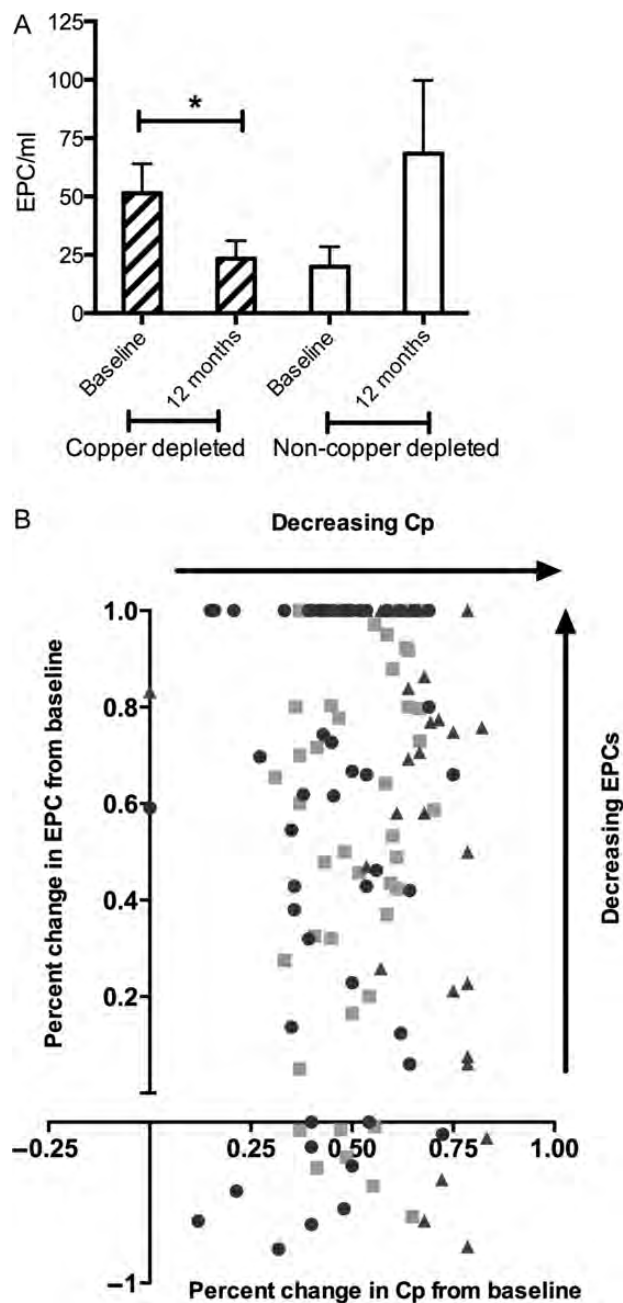 A
125
100
75
50
25
0
EPC/ml
*
Baseline
12 months
Baseline
12 months
Copper depleted
Non-copper depleted
B
Decreasing Cp
1.0
0.8
0.6
0.4
0.2
Percent change in EPC from baseline
Decreasing EPCs
–0.25
0.25
0.50
0.75
1.00
–1
Percent change in Cp from baseline